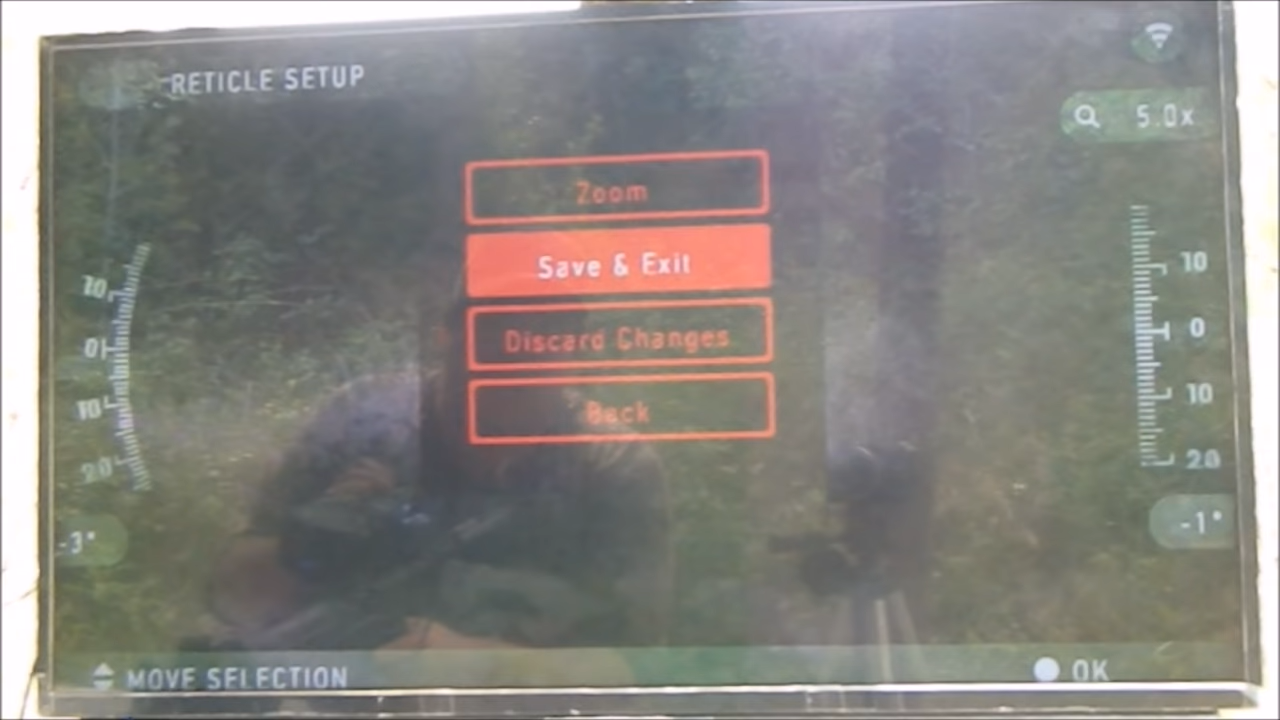 RETICLE SETUP
5.0x
Zoom
Save & Exit
Discard Changes
Back
10
0
10
20
-3°
10
0
10
20
-1°
MOVE SELECTION
OK